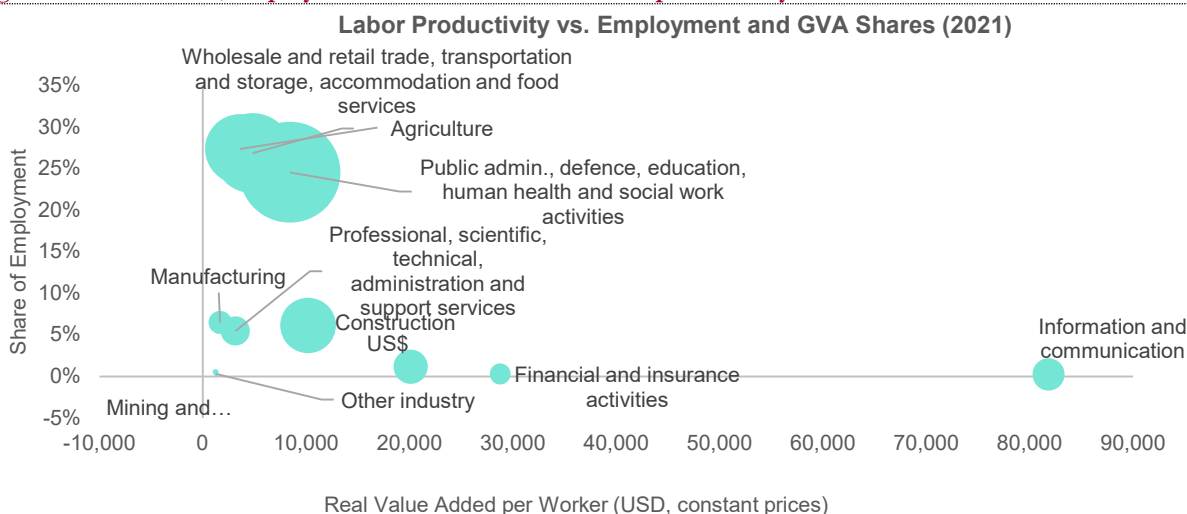 Labor Productivity vs. Employment and GVA Shares (2021)
Wholesale and retail trade, transportation
and storage, accommodation and food
services
Agriculture
Public admin., defence, education,
human health and social work
activities
Professional, scientific,
technical,
administration and
support services
Manufacturing
Construction
US$
Information and
communication
Financial and insurance
activities
Other industry
Mining and…
Share of Employment
35%
30%
25%
20%
15%
10%
5%
0%
-5%
-10,000
0
10,000
20,000
30,000
40,000
50,000
60,000
70,000
80,000
90,000
Real Value Added per Worker (USD, constant prices)